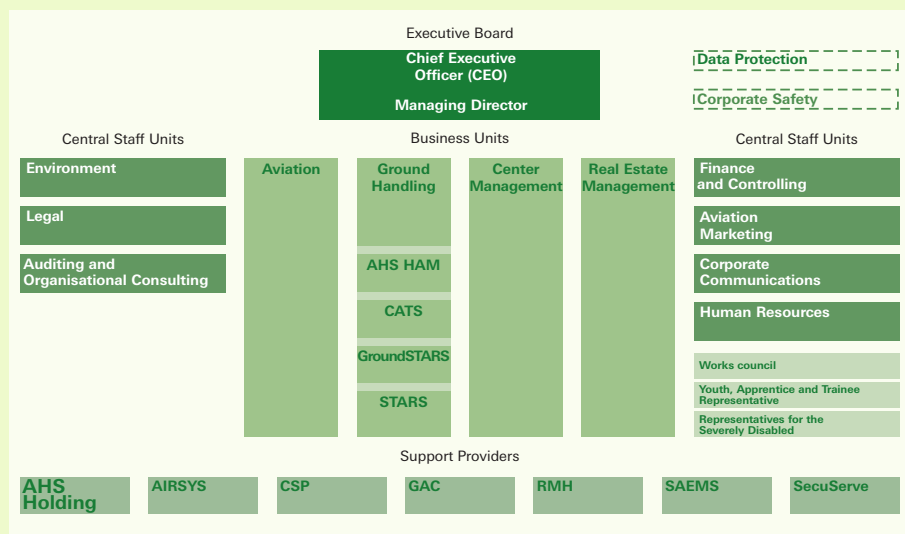 Executive Board
Chief Executive
Officer (CEO)
Managing Director
Data Protection
Corporate Safety
Central Staff Units
Business Units
Central Staff Units
Environment
Legal
Auditing and
Organisational Consulting
Aviation
Ground
Handling
AHS HAM
CATS
GroundSTARS
STARS
Center
Management
Real Estate
Management
Finance
and Controlling
Aviation
Marketing
Corporate
Communications
Human Resources
Works council
Youth, Apprentice and Trainee
Representative
Representatives for the
Severely Disabled
Support Providers
AHS
Holding
AIRSYS
CSP
GAC
RMH
SAEMS
SecuServe